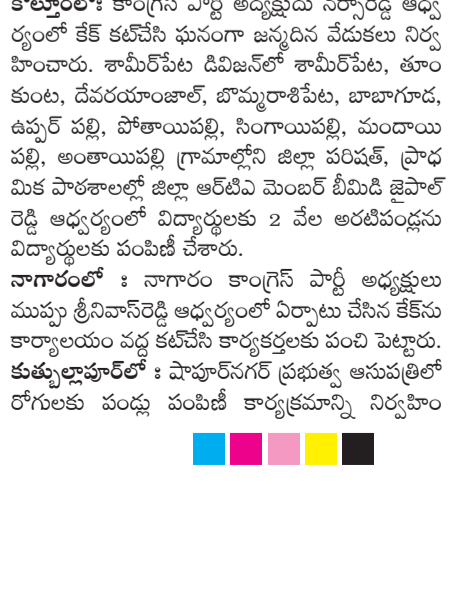 కొల్తూంలో: కాంగ్రెస్ పార్టీ అధ్యక్షుడు నర్సారెడ్డి ఆధ్వ
ర్యంలో కేక్ కట్‌చేసి ఘనంగా జన్మదిన వేడుకలు నిర్వ
హించారు. శామీర్‌పేట డివిజన్‌లో శామీర్‌పేట, తూం
కుంట, దేవరయాంజాల్, బొమ్మరాశిపేట, బాబాగూడ,
ఉప్పర్ పల్లి, పోతాయిపల్లి, సింగాయిపల్లి, మందాయి
పల్లి, అంతాయిపల్లి గ్రామాల్లోని జిల్లా పరిషత్, ప్రాధ
మిక పాఠశాలల్లో జిల్లా ఆర్‌టిఎ మెంబర్ బీమిడి జైపాల్
రెడ్డి ఆధ్వర్యంలో విద్యార్థులకు 2 వేల అరటిపండ్లను
విద్యార్థులకు పంపిణీ చేశారు.
నాగారంలో : నాగారం కాంగ్రెస్ పార్టీ అధ్యక్షులు
ముప్పు శ్రీనివాస్‌రెడ్డి ఆధ్వర్యంలో ఏర్పాటు చేసిన కేక్‌ను
కార్యాలయం వద్ద కట్‌చేసి కార్యకర్తలకు పంచి పెట్టారు.
కుత్బుల్లాపూర్‌లో : షాపూర్‌నగర్ ప్రభుత్వ ఆసుపత్రిలో
రోగులకు పండ్లు పంపిణీ కార్యక్రమాన్ని నిర్వహిం